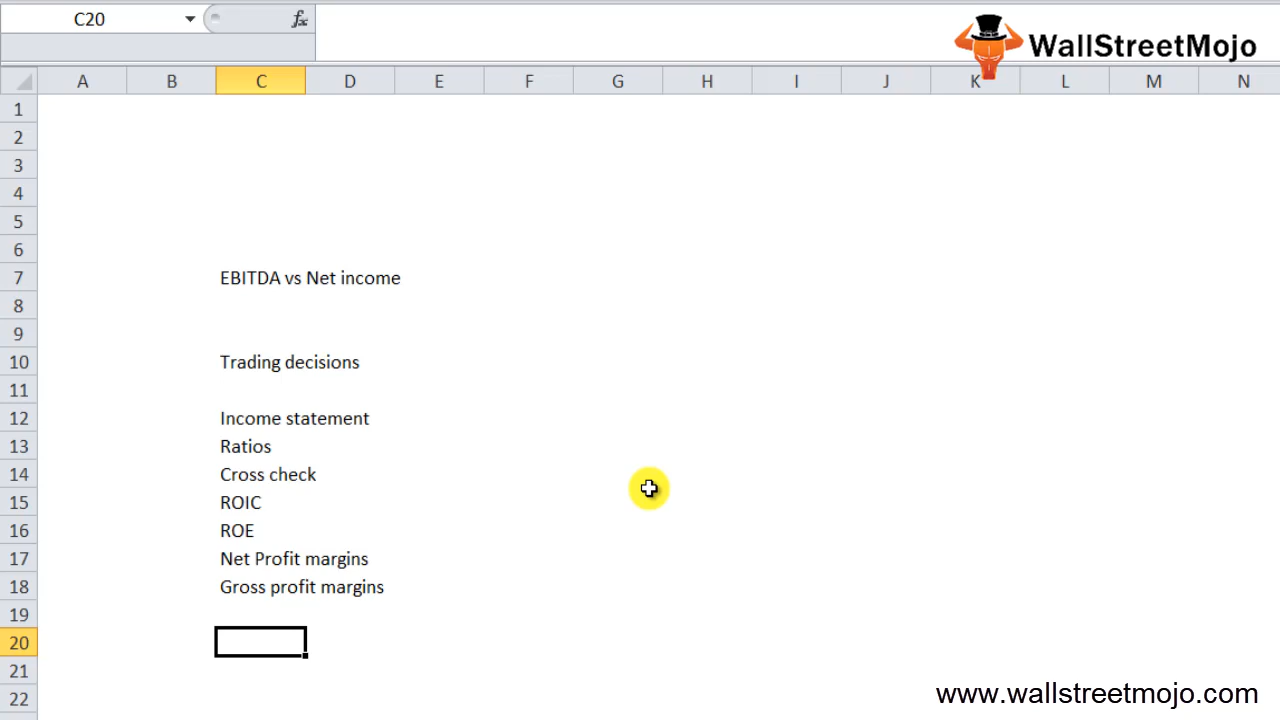 C20
fx
WallStreetMojo
A B C D E F G H I J K L M N
1
2
3
4
5
6
7 EBITDA vs Net income
8
9
10 Trading decisions
11
12 Income statement
13 Ratios
14 Cross check
15 ROIC
16 ROE
17 Net Profit margins
18 Gross profit margins
19
20
21
22
www.wallstreetmojo.com